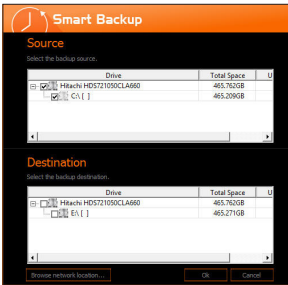 Smart Backup
Source
Select the backup source.
Drive Total Space U
Hitachi HDS721050CLA660 465.762GB
C:\ [ ] 465.209GB
Destination
Select the backup destination.
Drive Total Space U
Hitachi HDS721050CLA660 465.762GB
E:\ [ ] 465.271GB
Browse network location... Ok Cancel